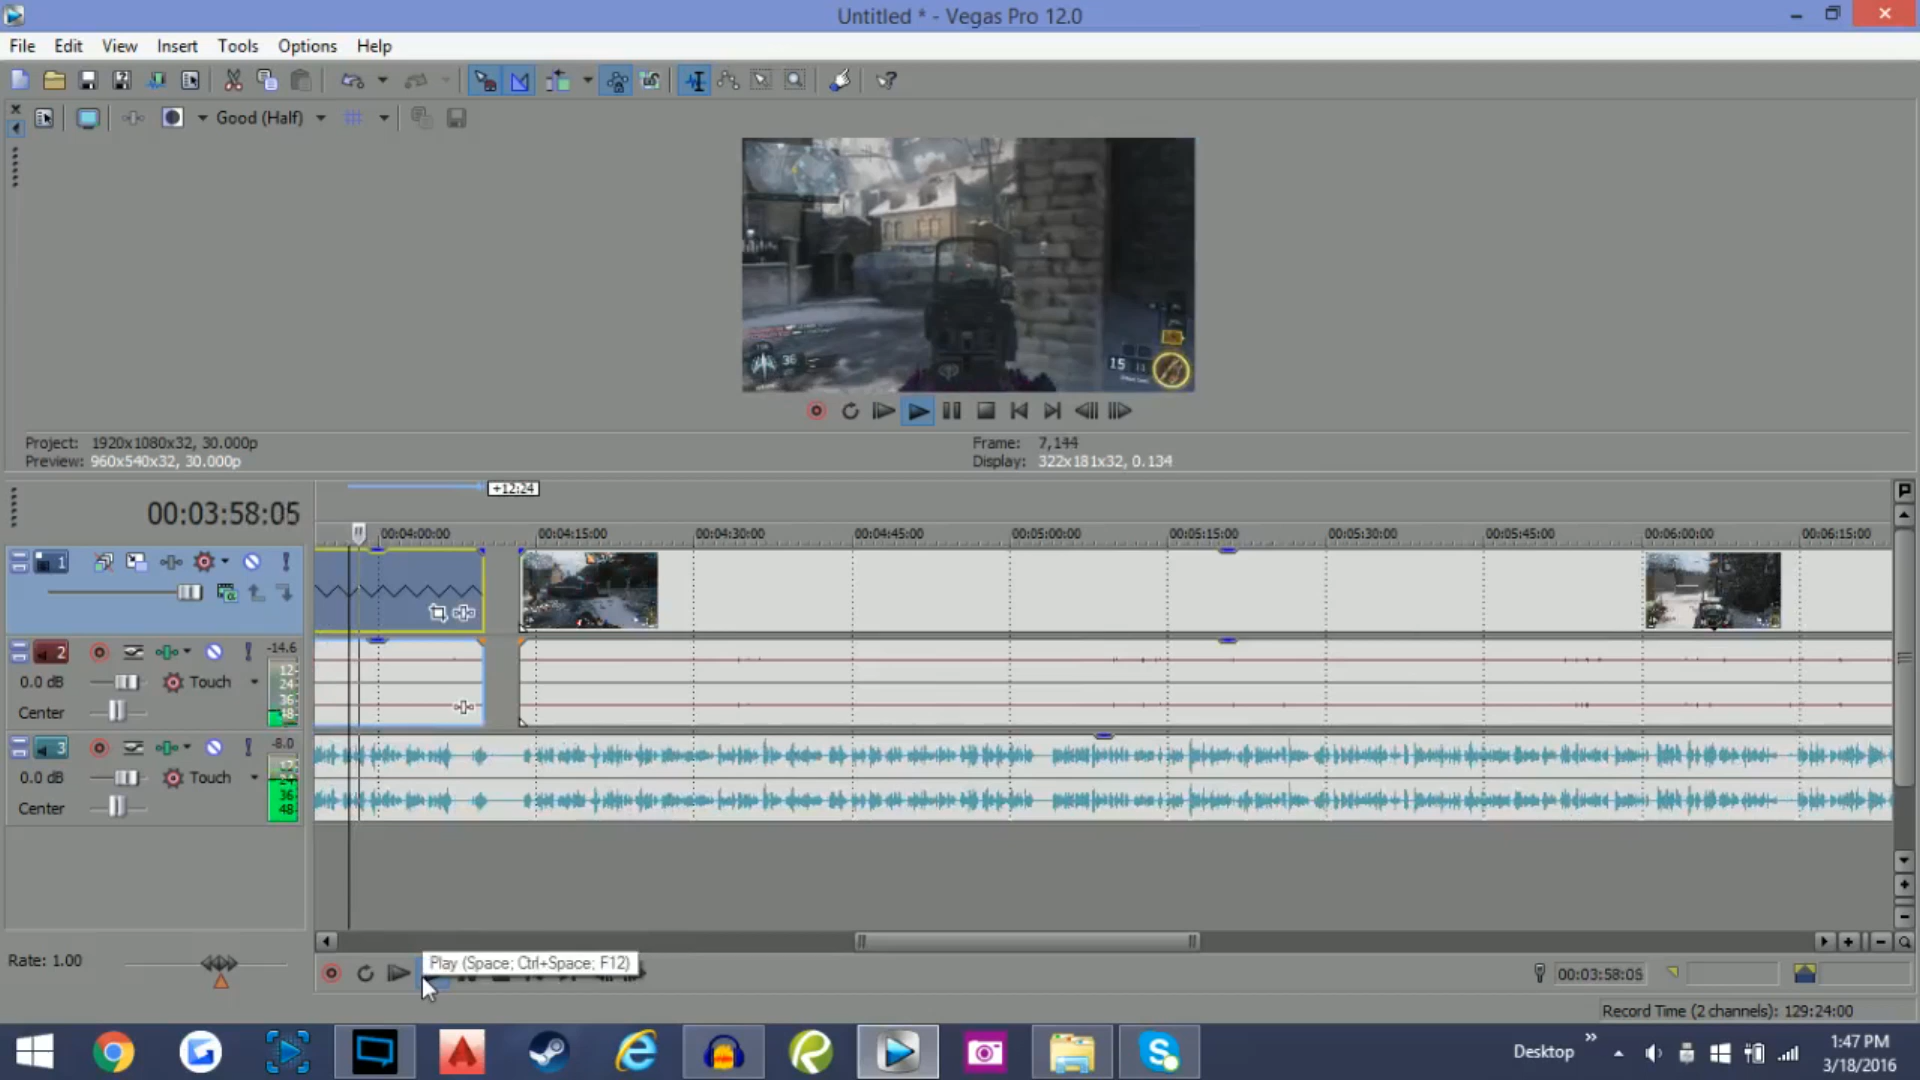 Untitled * - Vegas Pro 12.0
File Edit View Insert Tools Options Help
Good (Half)
36
15
Project: 1920x1080x32, 30.000p
Preview: 960x540x32, 30.000p
Frame: 7,144
Display: 322x181x32, 0.134
+12:24
00:03:58:05
00:04:00:00 00:04:15:00 00:04:30:00 00:04:45:00 00:05:00:00 00:05:15:00 00:05:30:00 00:05:45:00 00:06:00:00 00:06:15:00
1
2
-14.6
12
24
36
48
0.0 dB
Touch
Center
3
-8.0
12
24
36
48
0.0 dB
Touch
Center
Rate: 1.00
Play (Space; Ctrl+Space; F12)
00:03:58:05
Record Time (2 channels): 129:24:00
Desktop
1:47 PM
3/18/2016